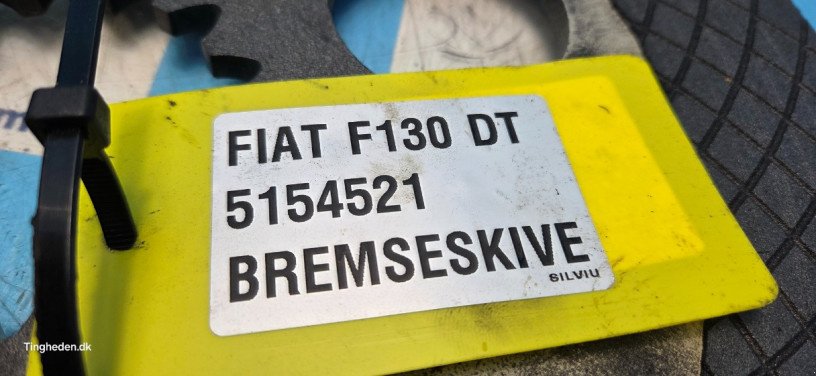 FIAT F130 DT
5154521
BREMSESKIVE
SILVIU
Tingheden.dk